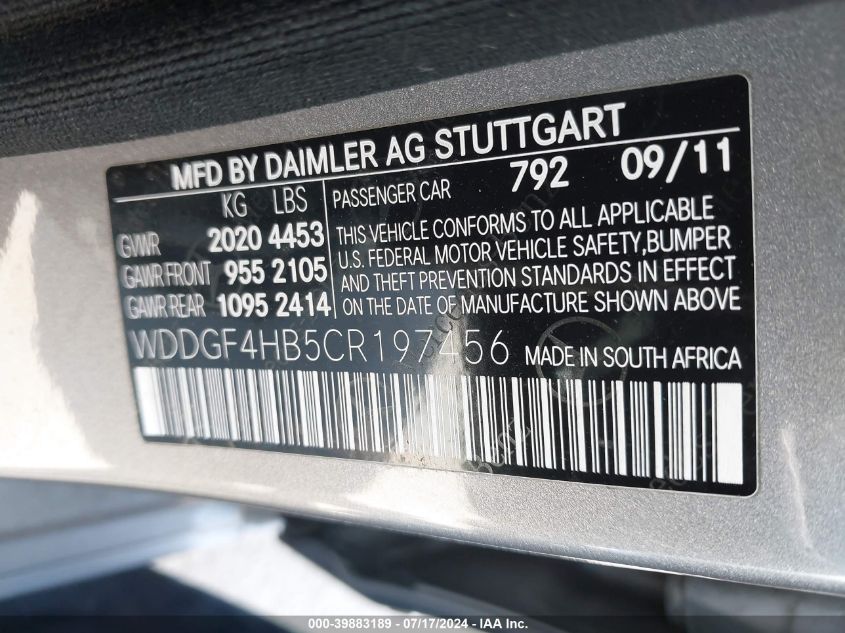 MFD BY DAIMLER AG STUTTGART
KG LBS PASSENGER CAR 792 09/11
GVWR 2020 4453
GAWR FRONT 955 2105
GAWR REAR 1095 2414
THIS VEHICLE CONFORMS TO ALL APPLICABLE
U.S. FEDERAL MOTOR VEHICLE SAFETY,BUMPER
AND THEFT PREVENTION STANDARDS IN EFFECT
ON THE DATE OF MANUFACTURE SHOWN ABOVE
WDDGF4HB5CR197456 MADE IN SOUTH AFRICA
000-39883189 - 07/17/2024 - IAA Inc.